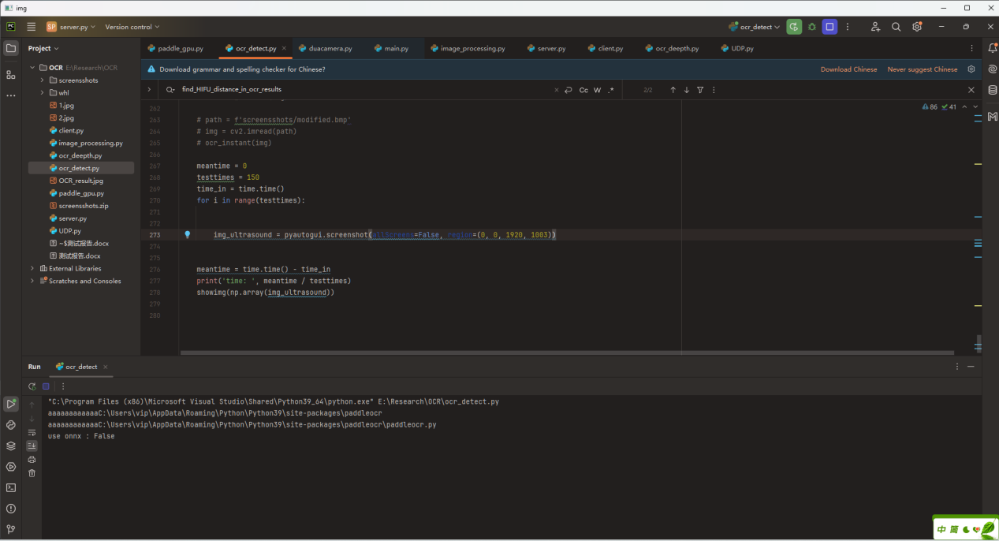 img
PC
SP server.py
Version control
ocr_detect
Project
paddle_gpu.py
ocr_detect.py
duacamera.py
main.py
image_processing.py
server.py
client.py
ocr_deepth.py
UDP.py
Download grammar and spelling checker for Chinese?
Download Chinese
Never suggest Chinese
find_HIFU_distance_in_ocr_results
Cc W .*
2/2
OCR E:\Research\OCR
screensshots
whl
1.jpg
2.jpg
client.py
image_processing.py
ocr_deepth.py
ocr_detect.py
OCR_result.jpg
paddle_gpu.py
screensshots.zip
server.py
UDP.py
~$测试报告.docx
测试报告.docx
External Libraries
Scratches and Consoles
86 41
262
263 # path = f'screensshots/modified.bmp'
264 # img = cv2.imread(path)
265 # ocr_instant(img)
266
267 meantime = 0
268 testtimes = 150
269 time_in = time.time()
270 for i in range(testtimes):
271
272
273 img_ultrasound = pyautogui.screenshot(allScreens=False, region=(0, 0, 1920, 1003))
274
275
276 meantime = time.time() - time_in
277 print('time: ', meantime / testtimes)
278 showimg(np.array(img_ultrasound))
279
280
Run
ocr_detect
"C:\Program Files (x86)\Microsoft Visual Studio\Shared\Python39_64\python.exe" E:\Research\OCR\ocr_detect.py
aaaaaaaaaaaaC:\Users\vip\AppData\Roaming\Python\Python39\site-packages\paddleocr
aaaaaaaaaaaaC:\Users\vip\AppData\Roaming\Python\Python39\site-packages\paddleocr\paddleocr.py
use onnx : False
中 简